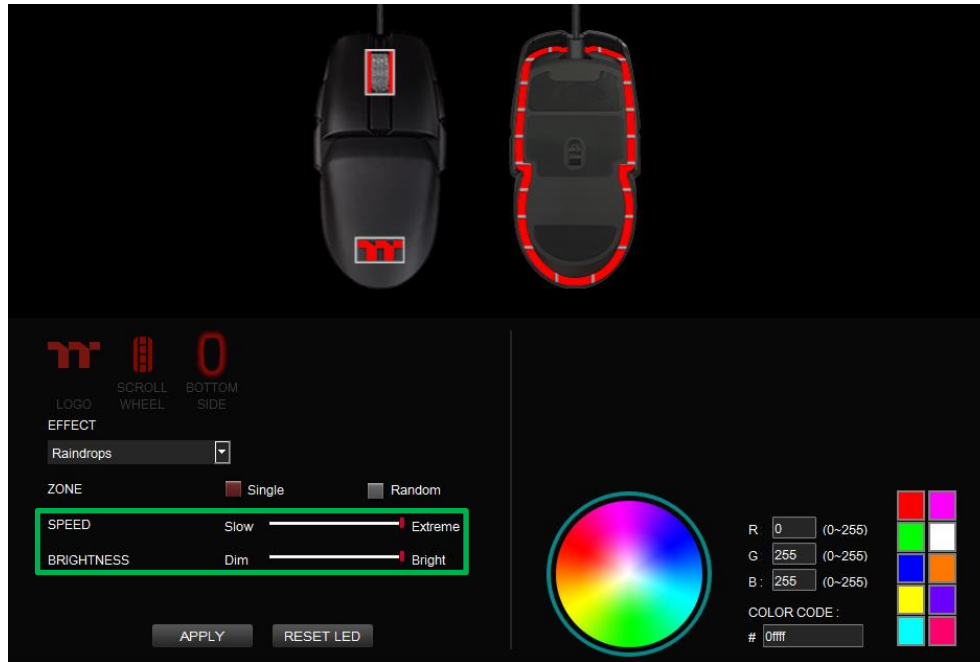 LOGO
SCROLL WHEEL
BOTTOM SIDE
EFFECT
Raindrops
ZONE Single Random
SPEED Slow Extreme
BRIGHTNESS Dim Bright
APPLY RESET LED
R : 0 (0~255)
G 255 (0~255)
B : 255 (0~255)
COLOR CODE :
# 0ffff